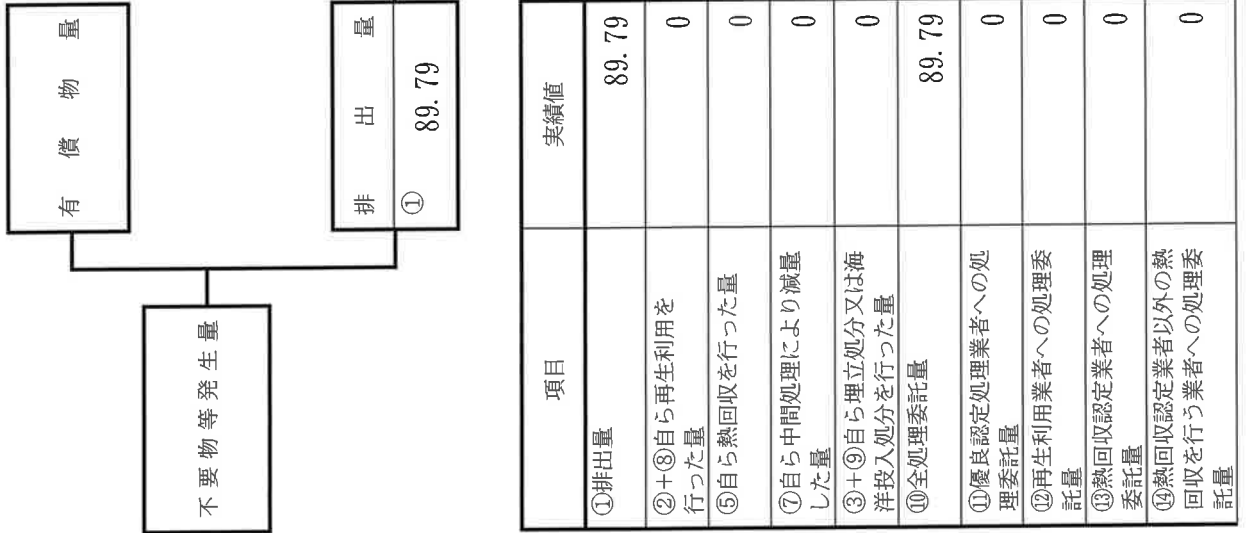 不要物等発生量
有償物量
排出量
① 89.79
項目 実績値
①排出量 89.79
②+⑧自ら再生利用を
行った量 0
⑤自ら熱回収を行った量 0
⑦自ら中間処理により減量
した量 0
③+⑨自ら埋立処分又は海
洋投入処分を行った量 0
⑩全処理委託量 89.79
⑪優良認定処理業者への処
理委託量 0
⑫再生利用業者への処理委
託量 0
⑬熱回収認定業者への処理
委託量 0
⑭熱回収認定業者以外の熱
回収を行う業者への処理委
託量 0